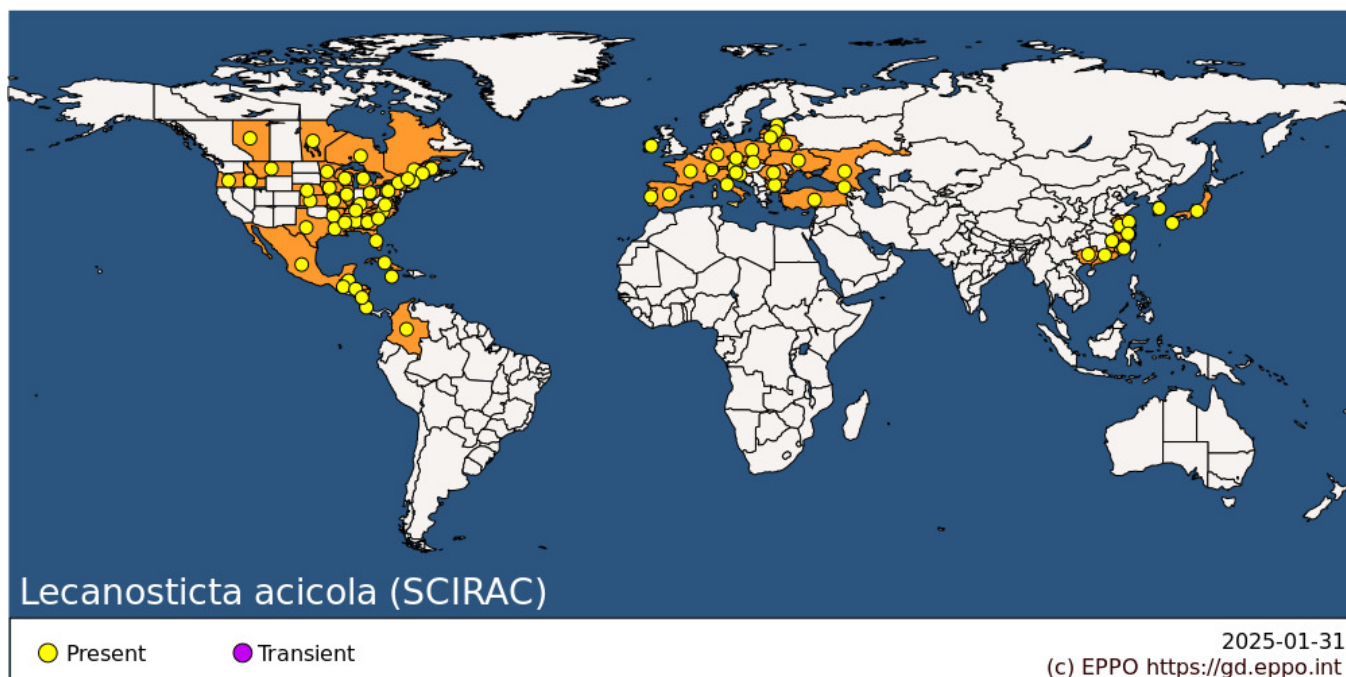 Lecanosticta acicola (SCIRAC)
Present
Transient
2025-01-31
(c) EPPO https://gd.eppo.int